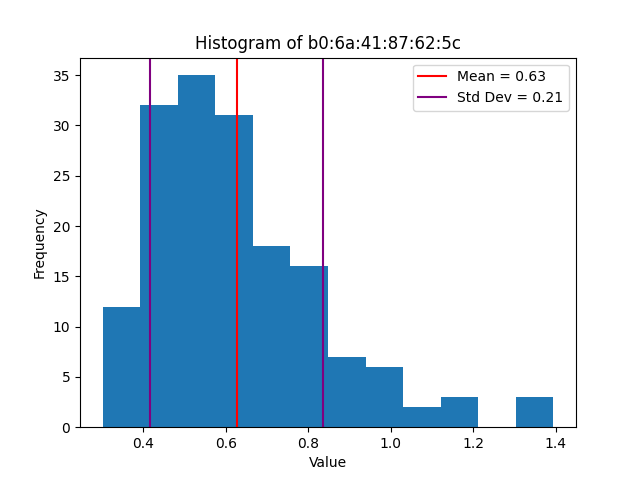 Histogram of b0:6a:41:87:62:5c
Mean = 0.63
Std Dev = 0.21
35
30
25
20
15
10
5
0
Frequency
0.4 0.6 0.8 1.0 1.2 1.4
Value